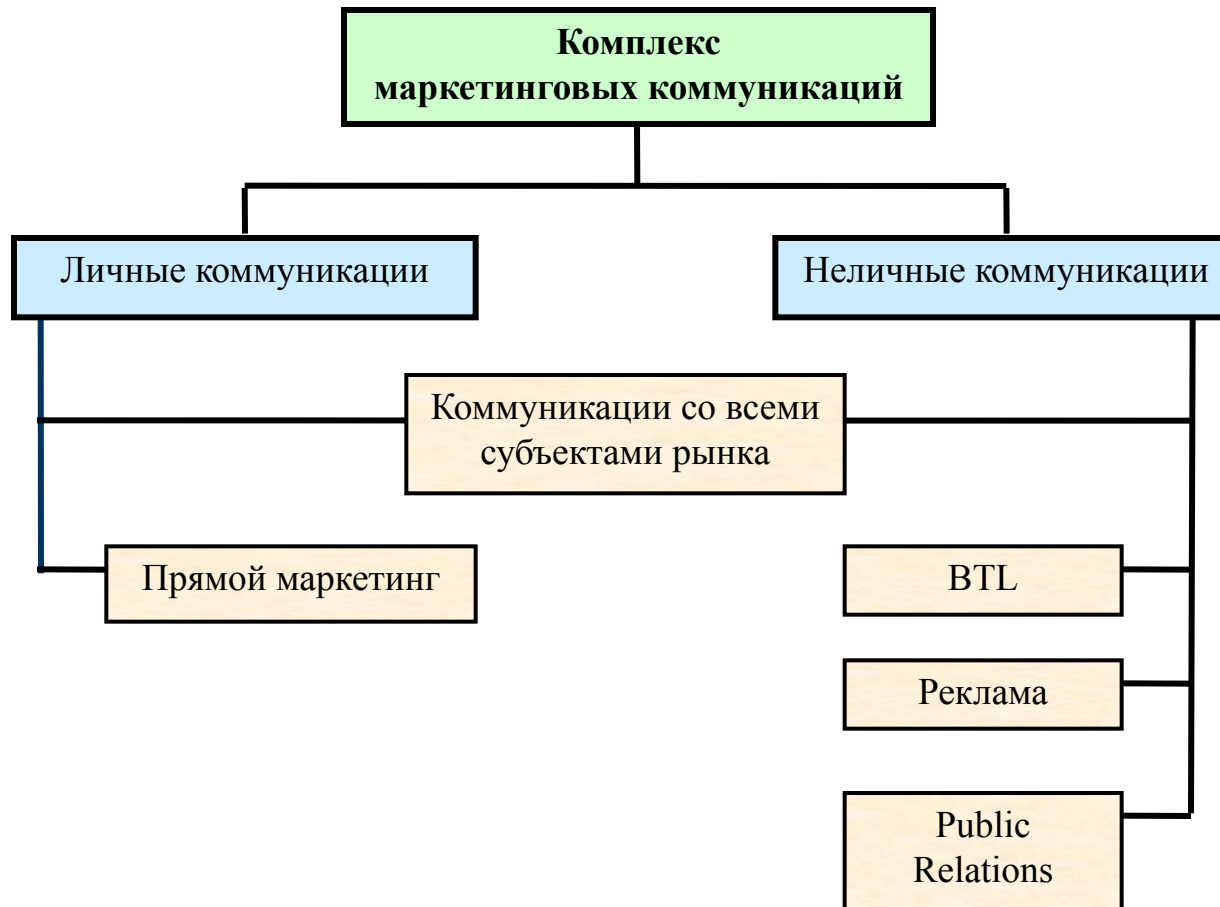 Комплекс
маркетинговых коммуникаций
Личные коммуникации
Неличные коммуникации
Коммуникации со всеми
субъектами рынка
Прямой маркетинг
BTL
Реклама
Public
Relations